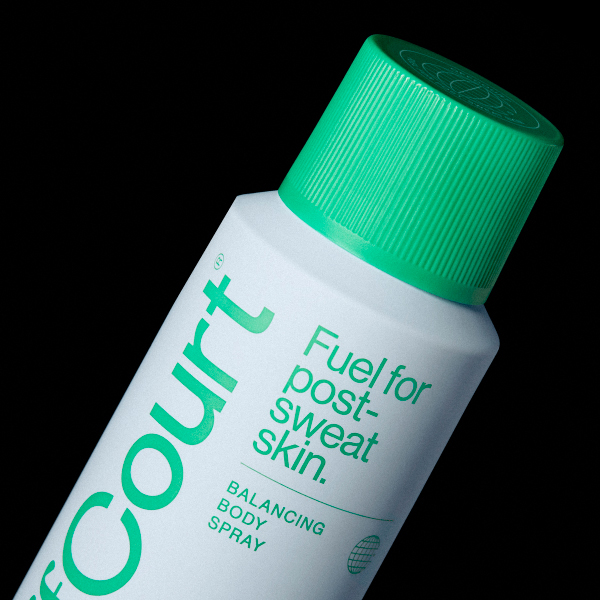 fCourt®
Fuel for
post-
sweat
skin.
BALANCING
BODY
SPRAY